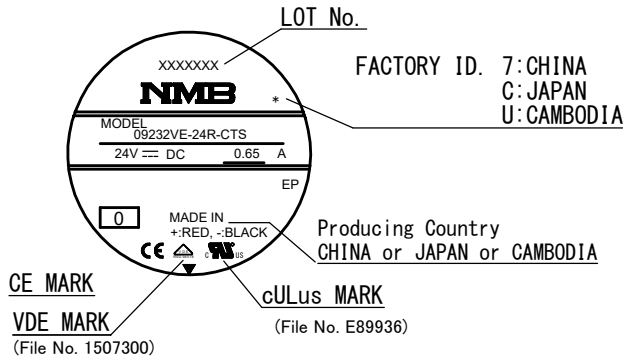 LOT No.
XXXXXXX
FACTORY ID. 7:CHINA
C:JAPAN
U:CAMBODIA
NMB *
MODEL
09232VE-24R-CTS
24V DC 0.65 A
EP
0
MADE IN
+:RED, -:BLACK
Producing Country
CHINA or JAPAN or CAMBODIA
CE c US
CE MARK
cULus MARK
VDE MARK
(File No. E89936)
(File No. 1507300)